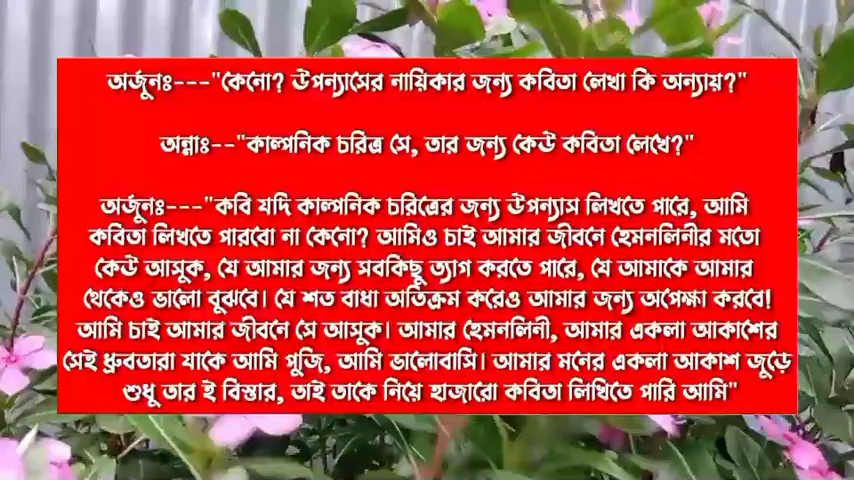 অর্জুনঃ---"কেনো? উপন্যাসের নায়িকার জন্য কবিতা লেখা কি অন্যায়?"
অন্নাঃ--"কাল্পনিক চরিত্র সে, তার জন্য কেউ কবিতা লেখে?"
অর্জুনঃ---"কবি যদি কাল্পনিক চরিত্রের জন্য উপন্যাস লিখতে পারে, আমি
কবিতা লিখতে পারবো না কেনো? আমিও চাই আমার জীবনে হেমনলিনীর মতো
কেউ আসুক, যে আমার জন্য সবকিছু ত্যাগ করতে পারে, যে আমাকে আমার
থেকেও ভালো বুঝবে। যে শত বাধা অতিক্রম করেও আমার জন্য অপেক্ষা করবে!
আমি চাই আমার জীবনে সে আসুক। আমার হেমনলিনী, আমার একলা আকাশের
সেই ধ্রুবতারা যাকে আমি পুজি, আমি ভালোবাসি। আমার মনের একলা আকাশ জুড়ে
শুধু তার ই বিস্তার, তাই তাকে নিয়ে হাজারো কবিতা লিখিতে পারি আমি"